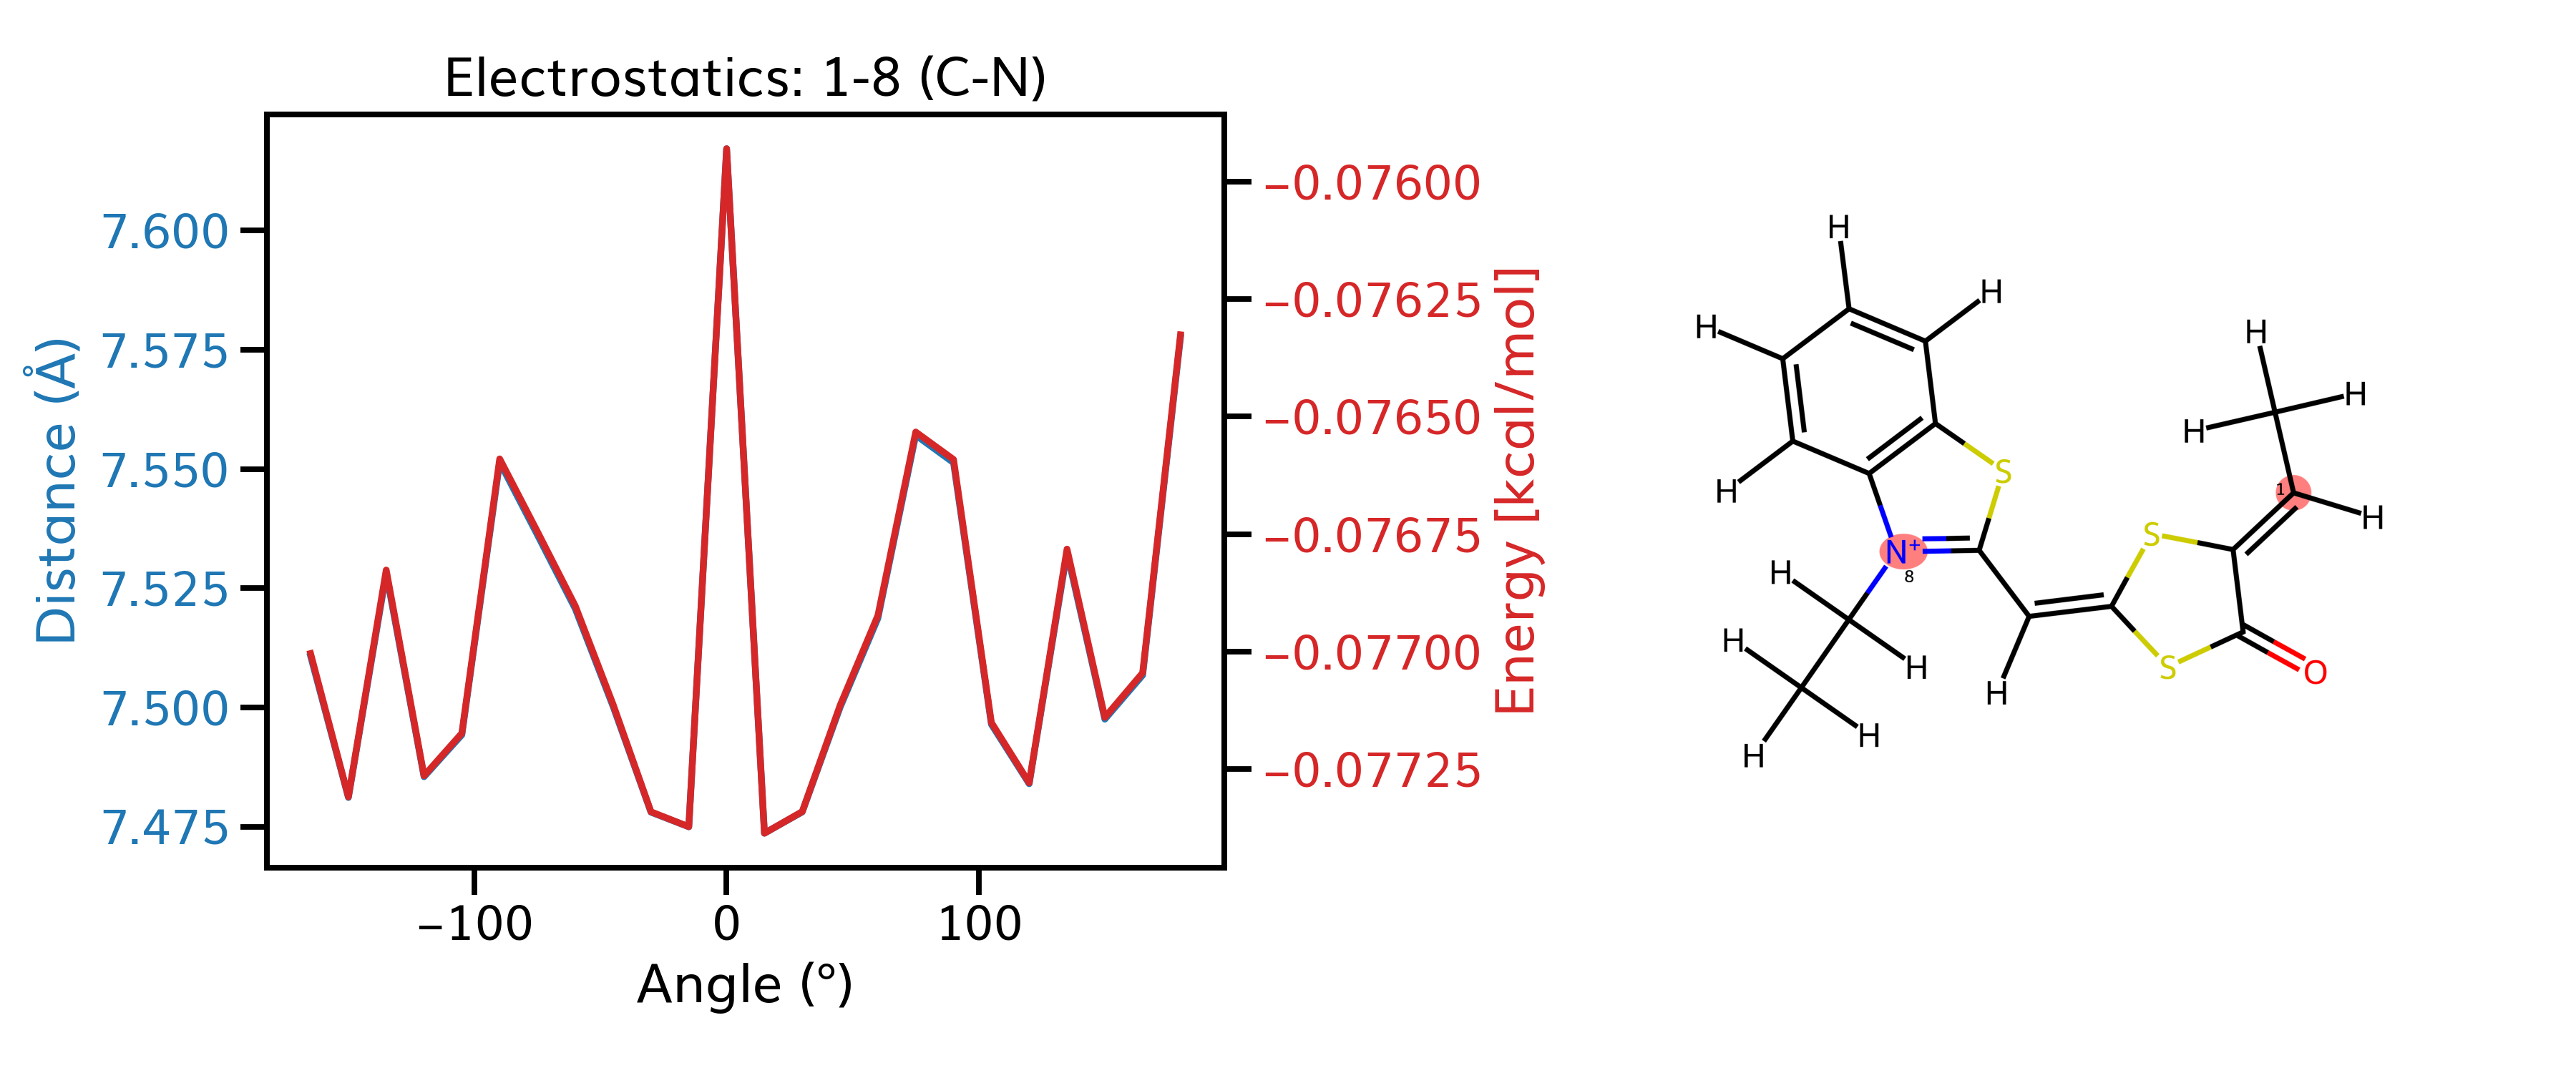 Electrostatics: 1-8 (C-N)
Distance (Å)
7.600
7.575
7.550
7.525
7.500
7.475
−100
0
100
Angle (°)
−0.07600
−0.07625
−0.07650
−0.07675
−0.07700
−0.07725
Energy [kcal/mol]
H
H
H
H
H
H
H
S
1
H
S
N+
8
H
H
H
S
O
H
H
H